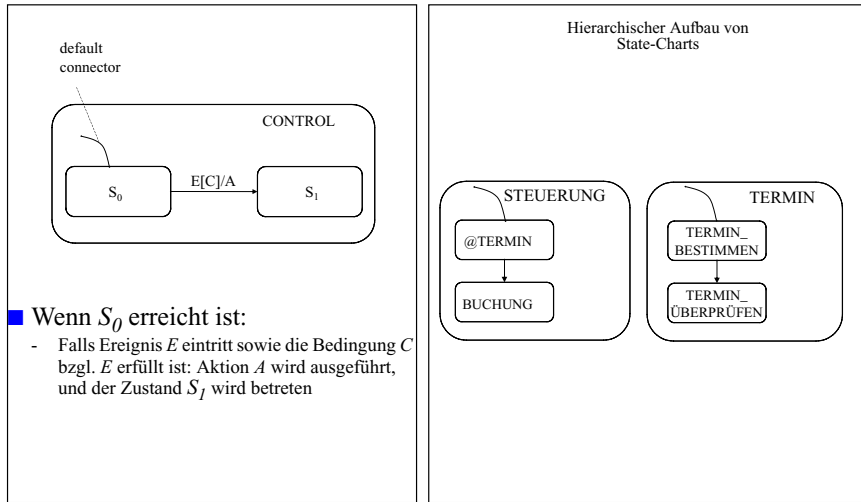 default
connector
CONTROL
S0
E[C]/A
S1
Wenn S0 erreicht ist:
- Falls Ereignis E eintritt sowie die Bedingung C
bzgl. E erfüllt ist: Aktion A wird ausgeführt,
und der Zustand S1 wird betreten
Hierarchischer Aufbau von
State-Charts
STEUERUNG
@TERMIN
BUCHUNG
TERMIN
TERMIN_
BESTIMMEN
TERMIN_
ÜBERPRÜFEN